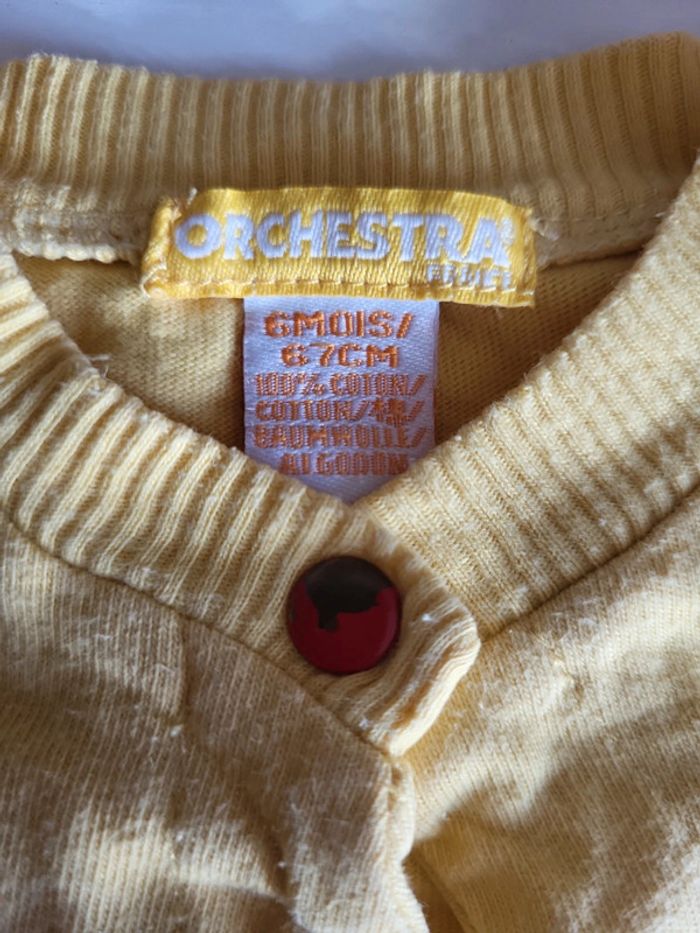 ORCHESTRA®
6MOIS/
67CM
100% COTON/
COTTON/棉/
BAUMWOLLE/
ALGODON